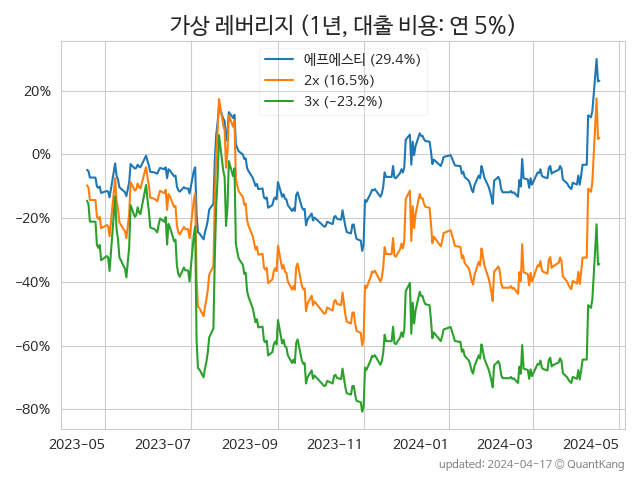 가상 레버리지 (1년, 대출 비용: 연 5%)
에프에스티 (29.4%)
2x (16.5%)
3x (−23.2%)
20%
0%
−20%
−40%
−60%
−80%
2023-05 2023-07 2023-09 2023-11 2024-01 2024-03 2024-05
updated: 2024-04-17 © QuantKang